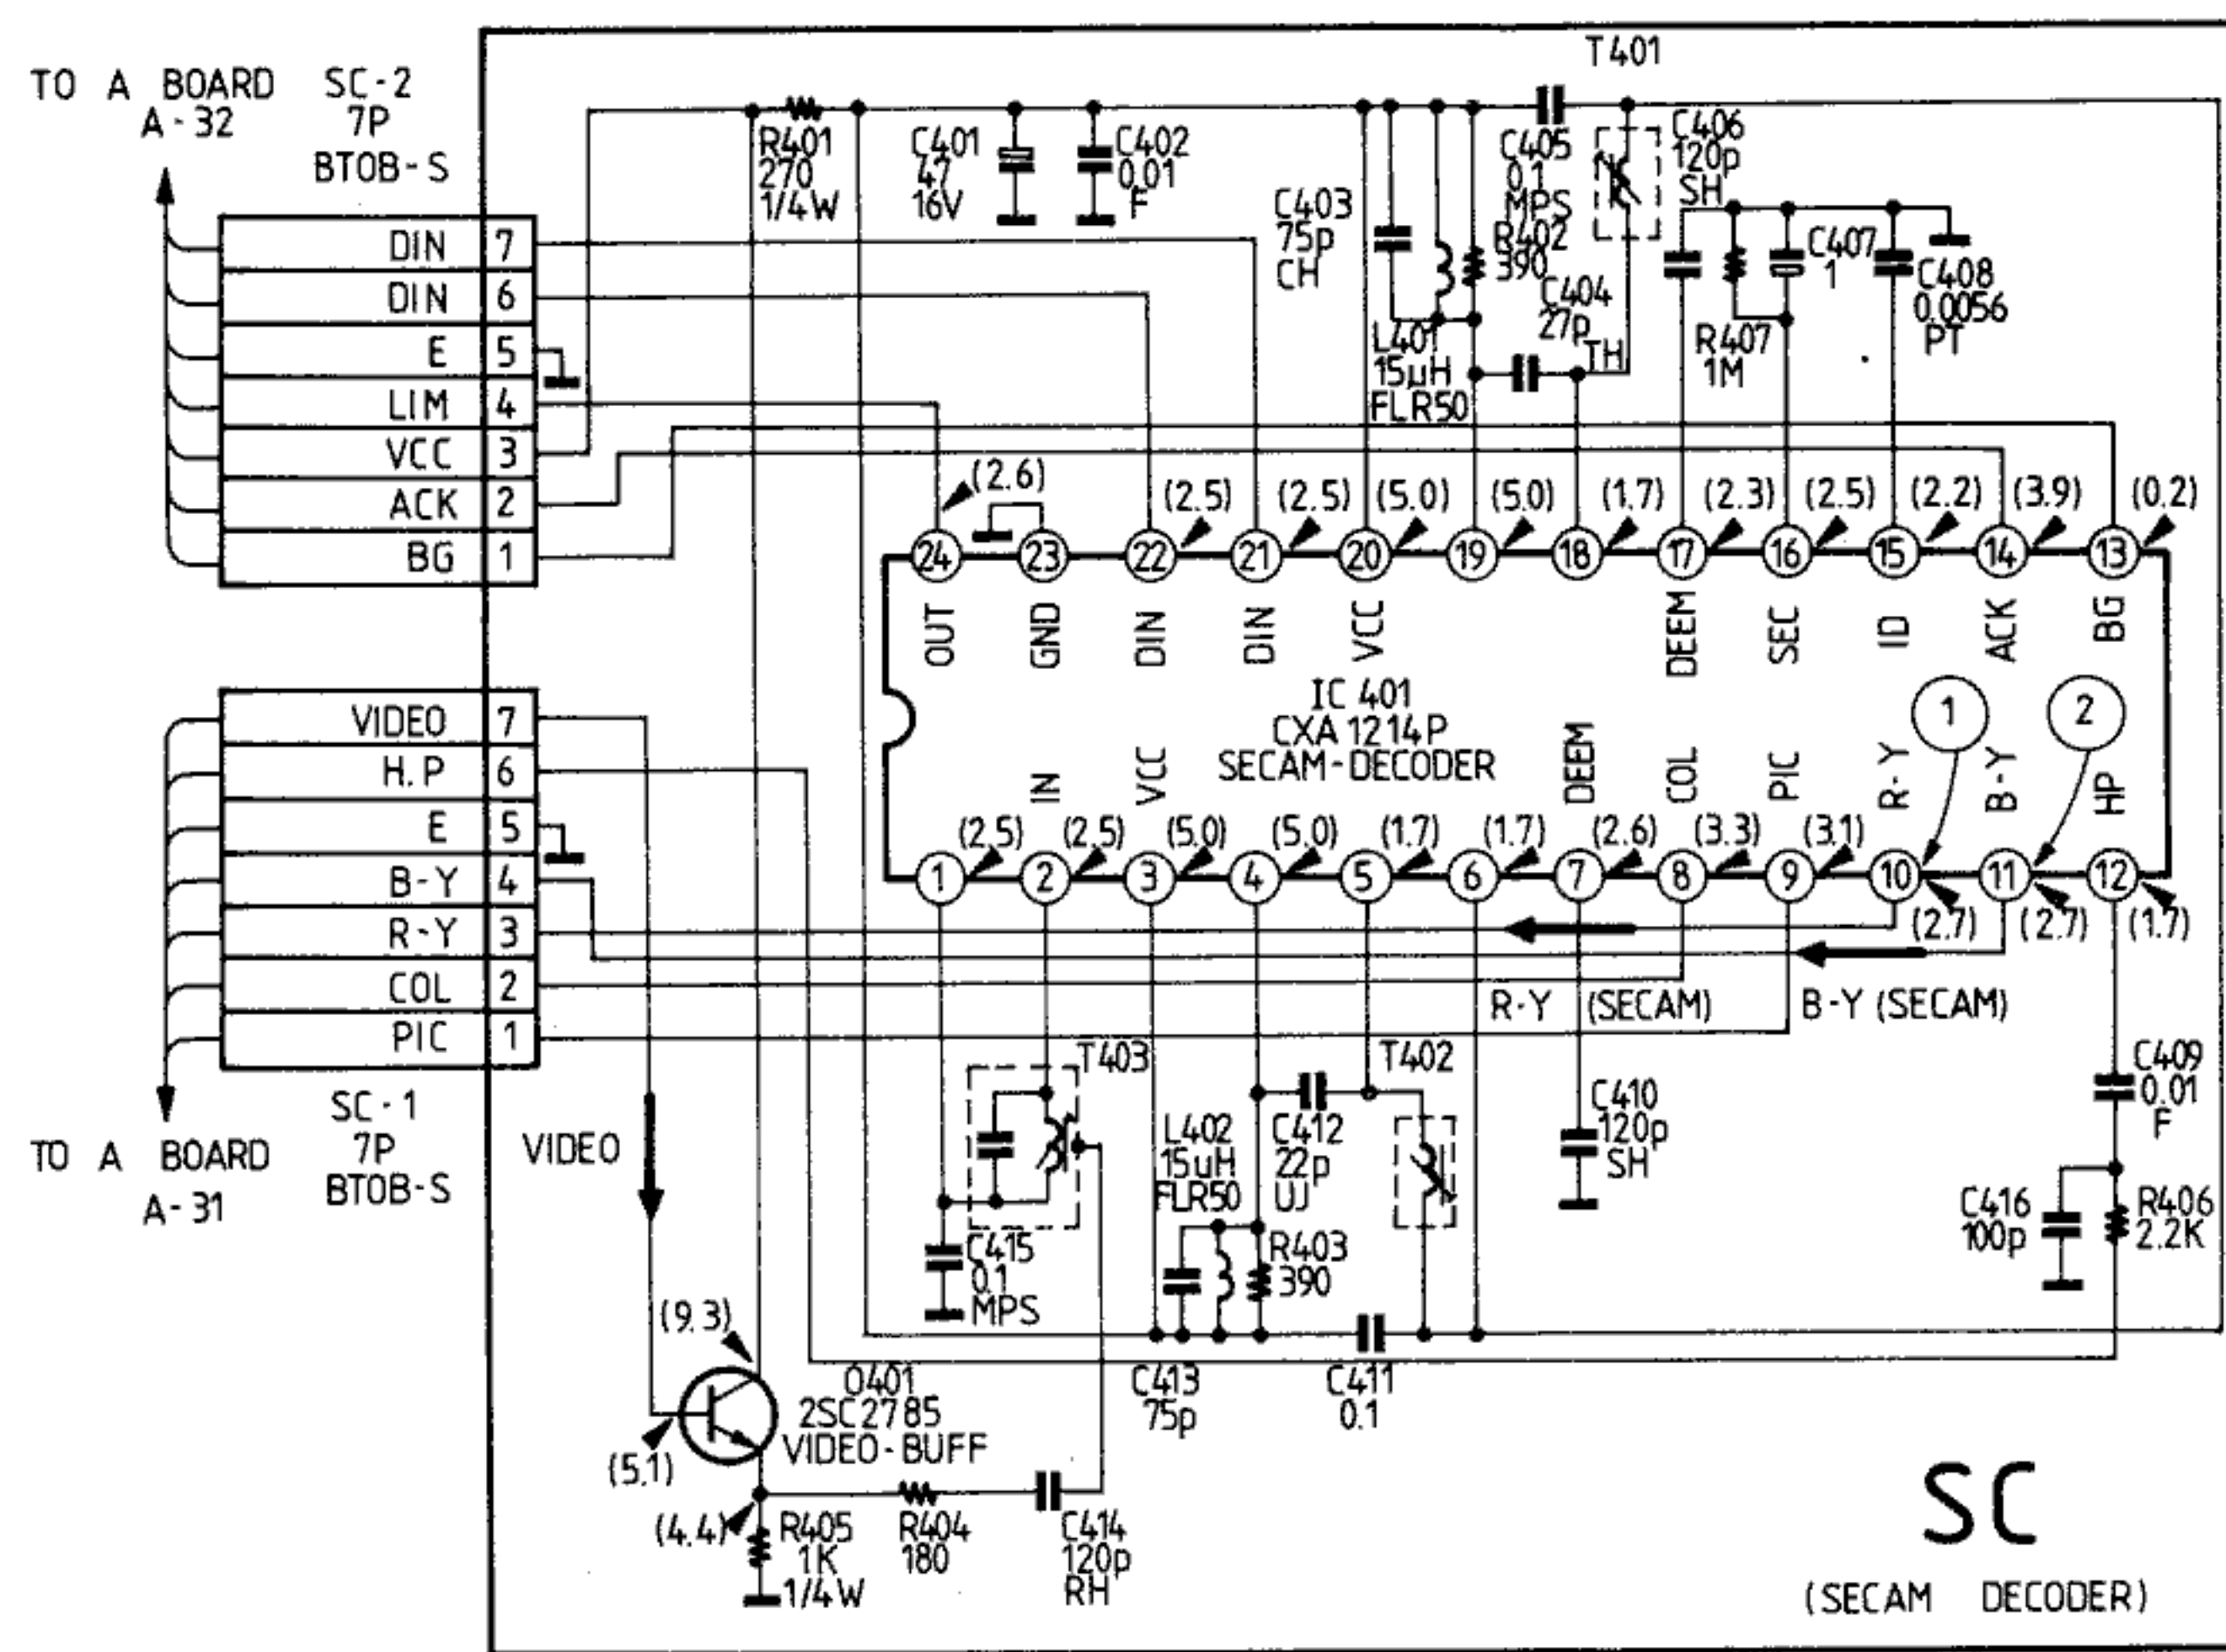 TO A BOARD
A-32
SC-2
7P
BTOB-S
DIN 7
DIN 6
E 5
LIM 4
VCC 3
ACK 2
BG 1
VIDEO 7
H.P 6
E 5
B-Y 4
R-Y 3
COL 2
PIC 1
SC-1
7P
BTOB-S
TO A BOARD
A-31
VIDEO
R401
270
1/4W
C401
47
16V
C402
0.01
F
C403
75p
CH
L401
15µH
FLR50
C405
0.1
MPS
R402
390
C404
27p
TH
T401
C406
120p
SH
R407
1M
C407
1
C408
0.0056
PT
(2.6)
(2.5)
(2.5)
(5.0)
(5.0)
(1.7)
(2.3)
(2.5)
(2.2)
(3.9)
(0.2)
24 23 22 21 20 19 18 17 16 15 14 13
OUT
GND
DIN
DIN
VCC
DEEM
SEC
ID
ACK
BG
IC 401
CXA 1214P
SECAM-DECODER
1
2
IN
VCC
DEEM
COL
PIC
R-Y
B-Y
HP
(2.5)
(2.5)
(5.0)
(5.0)
(1.7)
(1.7)
(2.6)
(3.3)
(3.1)
1 2 3 4 5 6 7 8 9 10 11 12
(2.7)
(2.7)
(1.7)
R-Y (SECAM)
B-Y (SECAM)
T403
T402
C415
0.1
MPS
L402
15uH
FLR50
C412
22p
UJ
R403
390
C410
120p
SH
C409
0.01
F
C416
100p
R406
2.2K
C413
75p
C411
0.1
(9.3)
(5.1)
(4.4)
Q401
2SC2785
VIDEO-BUFF
R405
1K
1/4W
R404
180
C414
120p
RH
SC
(SECAM DECODER)